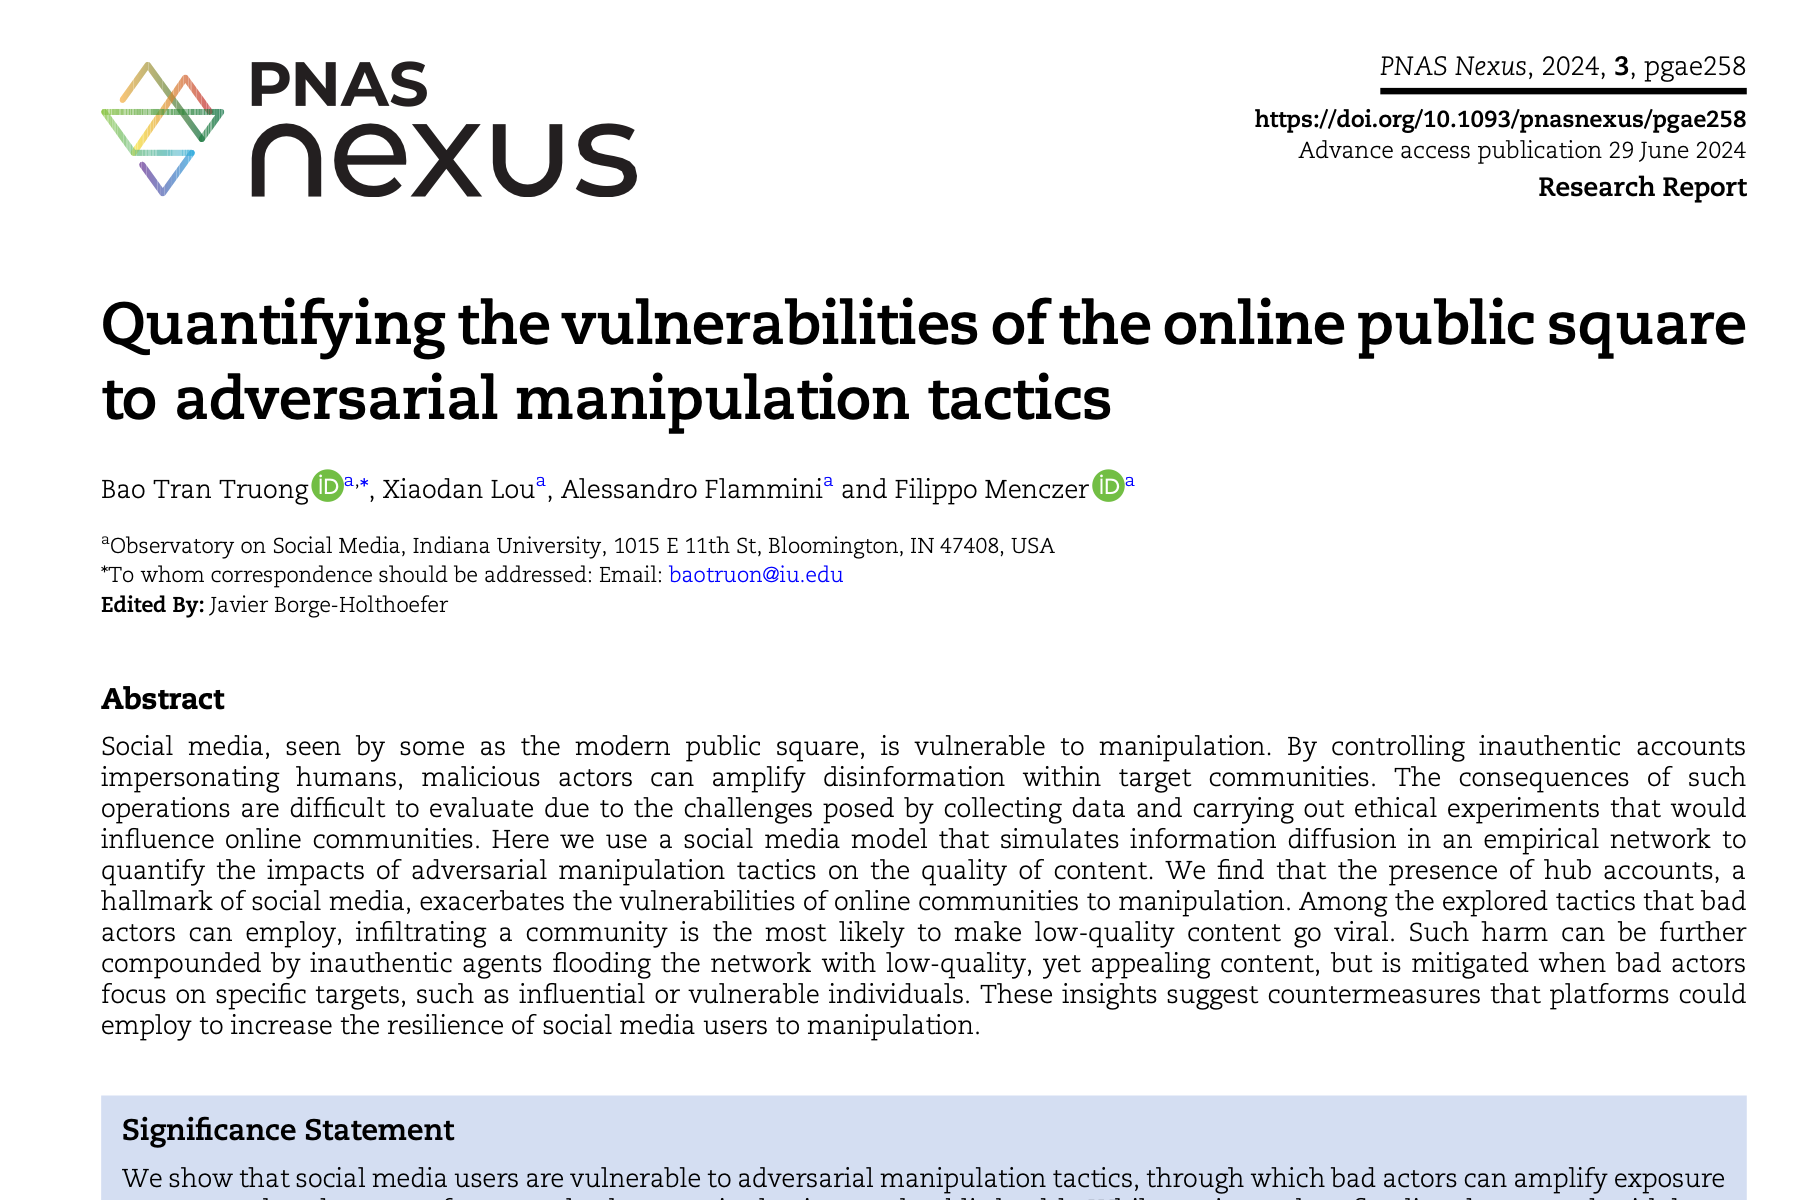 PNAS
nexus
PNAS Nexus, 2024, 3, pgae258
https://doi.org/10.1093/pnasnexus/pgae258
Advance access publication 29 June 2024
Research Report
Quantifying the vulnerabilities of the online public square
to adversarial manipulation tactics
Bao Tran Truong iD a,*, Xiaodan Lou a, Alessandro Flammini a and Filippo Menczer iD a
aObservatory on Social Media, Indiana University, 1015 E 11th St, Bloomington, IN 47408, USA
*To whom correspondence should be addressed: Email: baotruon@iu.edu
Edited By: Javier Borge-Holthoefer
Abstract
Social media, seen by some as the modern public square, is vulnerable to manipulation. By controlling inauthentic accounts
impersonating humans, malicious actors can amplify disinformation within target communities. The consequences of such
operations are difficult to evaluate due to the challenges posed by collecting data and carrying out ethical experiments that would
influence online communities. Here we use a social media model that simulates information diffusion in an empirical network to
quantify the impacts of adversarial manipulation tactics on the quality of content. We find that the presence of hub accounts, a
hallmark of social media, exacerbates the vulnerabilities of online communities to manipulation. Among the explored tactics that bad
actors can employ, infiltrating a community is the most likely to make low-quality content go viral. Such harm can be further
compounded by inauthentic agents flooding the network with low-quality, yet appealing content, but is mitigated when bad actors
focus on specific targets, such as influential or vulnerable individuals. These insights suggest countermeasures that platforms could
employ to increase the resilience of social media users to manipulation.
Significance Statement
We show that social media users are vulnerable to adversarial manipulation tactics, through which bad actors can amplify exposure